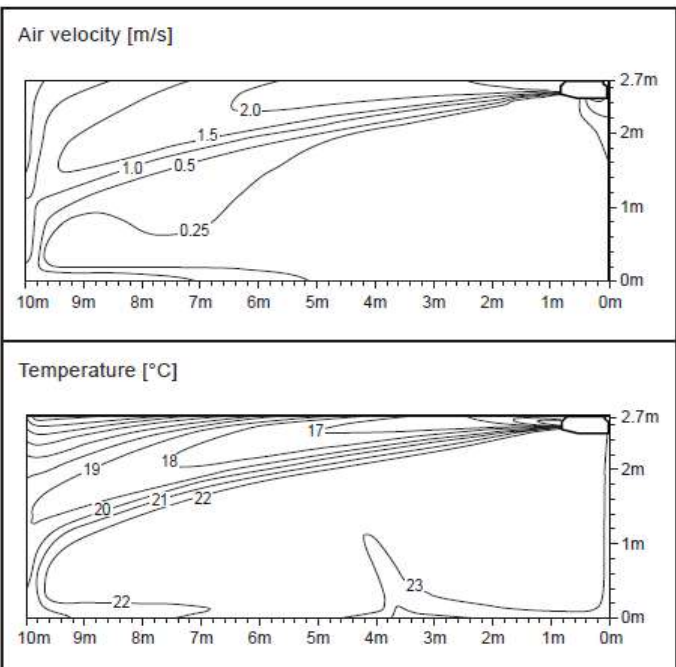 Air velocity [m/s]
2.7m
2.0
2m
1.5
1.0
0.5
1m
0.25
0m
10m 9m 8m 7m 6m 5m 4m 3m 2m 1m 0m
Temperature [°C]
2.7m
17
18
19
2m
20 21 22
1m
23
22
0m
10m 9m 8m 7m 6m 5m 4m 3m 2m 1m 0m